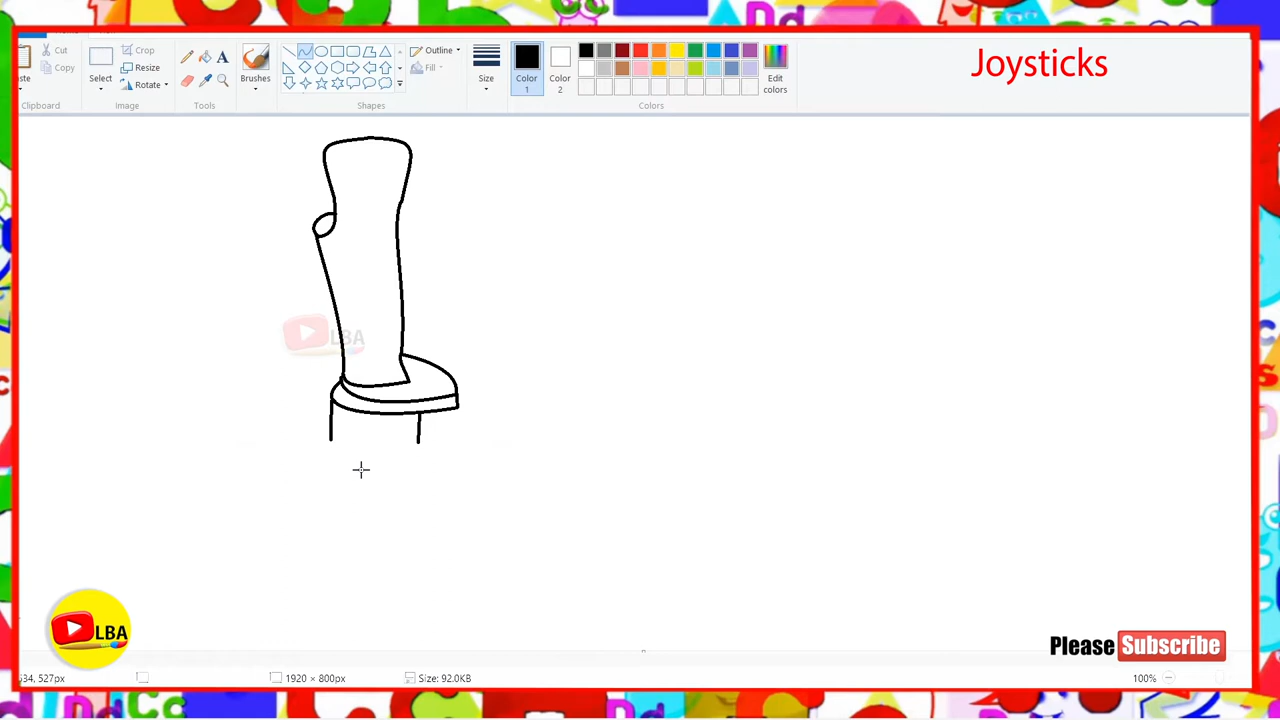 Joysticks
Cut
Copy
Clipboard
Select
Crop
Resize
Rotate
Image
A
Tools
Brushes
Shapes
Outline
Fill
Size
Color
1
Color
2
Edit
colors
Colors
LBA
LBA
Please Subscribe
1920 × 800px
Size: 92.0KB
100%